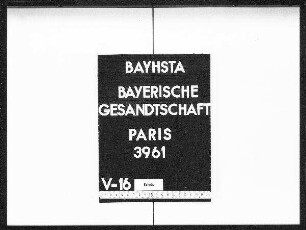 BAYHSTA
BAYERISCHE
GESANDTSCHAFT
PARIS
3961
V-16